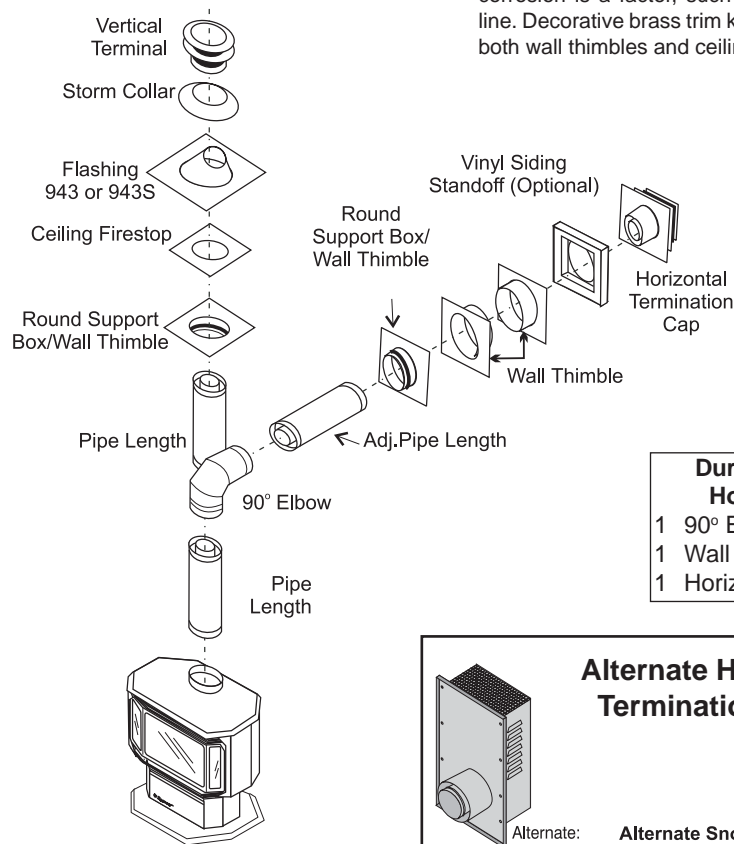 corrosion is a factor, such
line. Decorative brass trim k
both wall thimbles and ceilin
Vertical
Terminal
Storm Collar
Flashing
943 or 943S
Ceiling Firestop
Round Support
Box/Wall Thimble
Round
Support Box/
Wall Thimble
Vinyl Siding
Standoff (Optional)
Horizontal
Termination
Cap
Wall Thimble
Pipe Length
Adj.Pipe Length
90° Elbow
Pipe
Length
Dur
Ho
1 90º E
1 Wall
1 Horiz
Alternate H
Terminatio
Alternate:
Alternate Sno